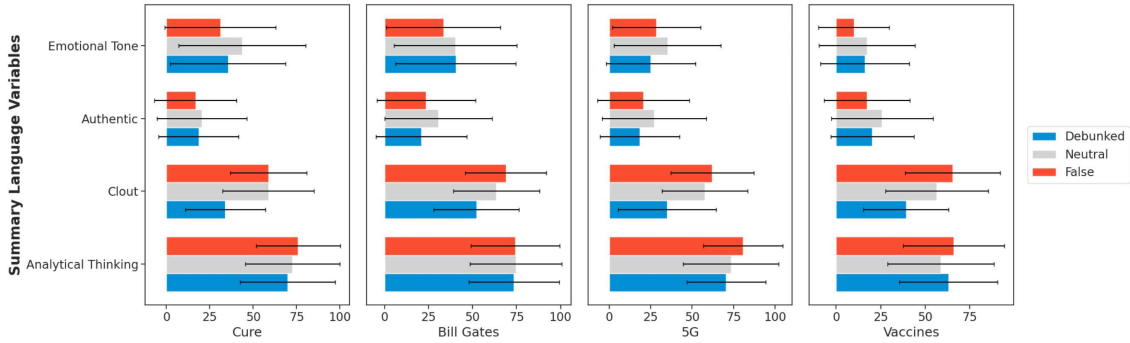 Summary Language Variables
Emotional Tone
Authentic
Clout
Analytical Thinking
0 25 50 75 100
Cure
0 25 50 75 100
Bill Gates
0 25 50 75 100
5G
0 25 50 75
Vaccines
Debunked
Neutral
False